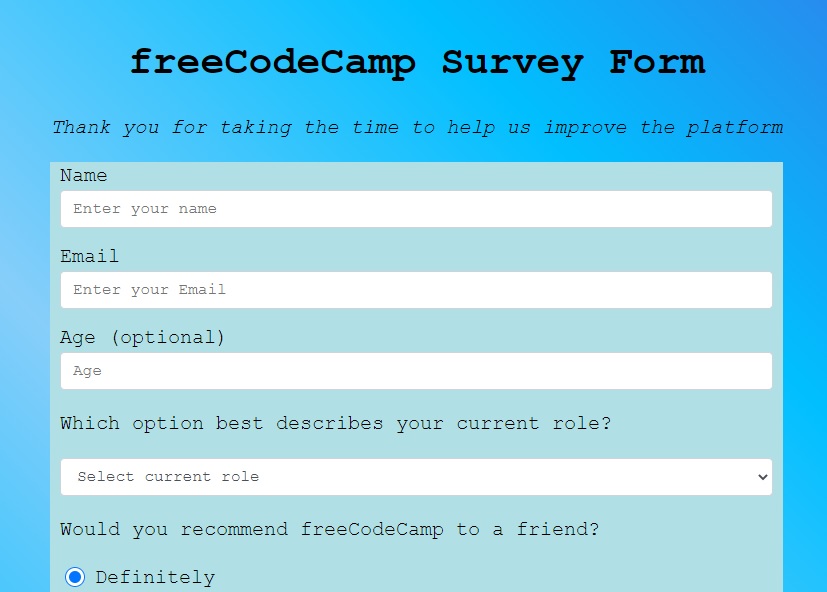 freeCodeCamp Survey Form
Thank you for taking the time to help us improve the platform
Name
Enter your name
Email
Enter your Email
Age (optional)
Age
Which option best describes your current role?
Select current role
Would you recommend freeCodeCamp to a friend?
Definitely